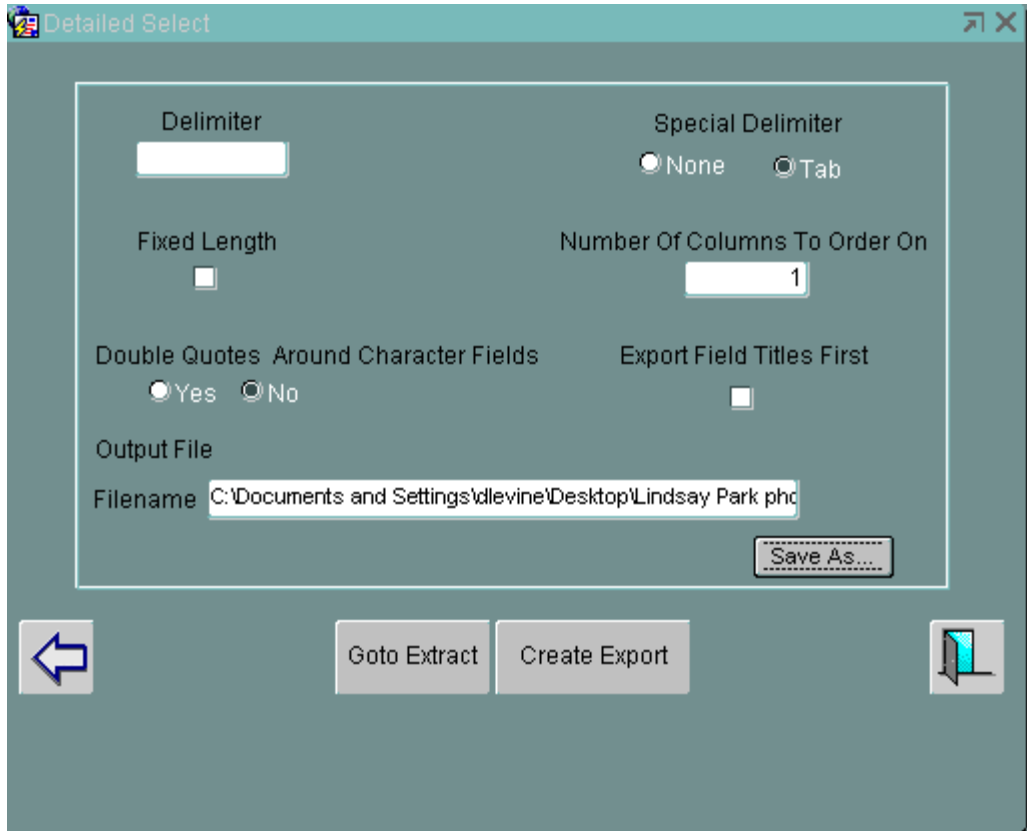 Detailed Select
Delimiter
Special Delimiter
None Tab
Fixed Length
Number Of Columns To Order On
1
Double Quotes Around Character Fields
Export Field Titles First
Yes No
Output File
Filename C:\Documents and Settings\dlevine\Desktop\Lindsay Park pho
Save As...
Goto Extract Create Export